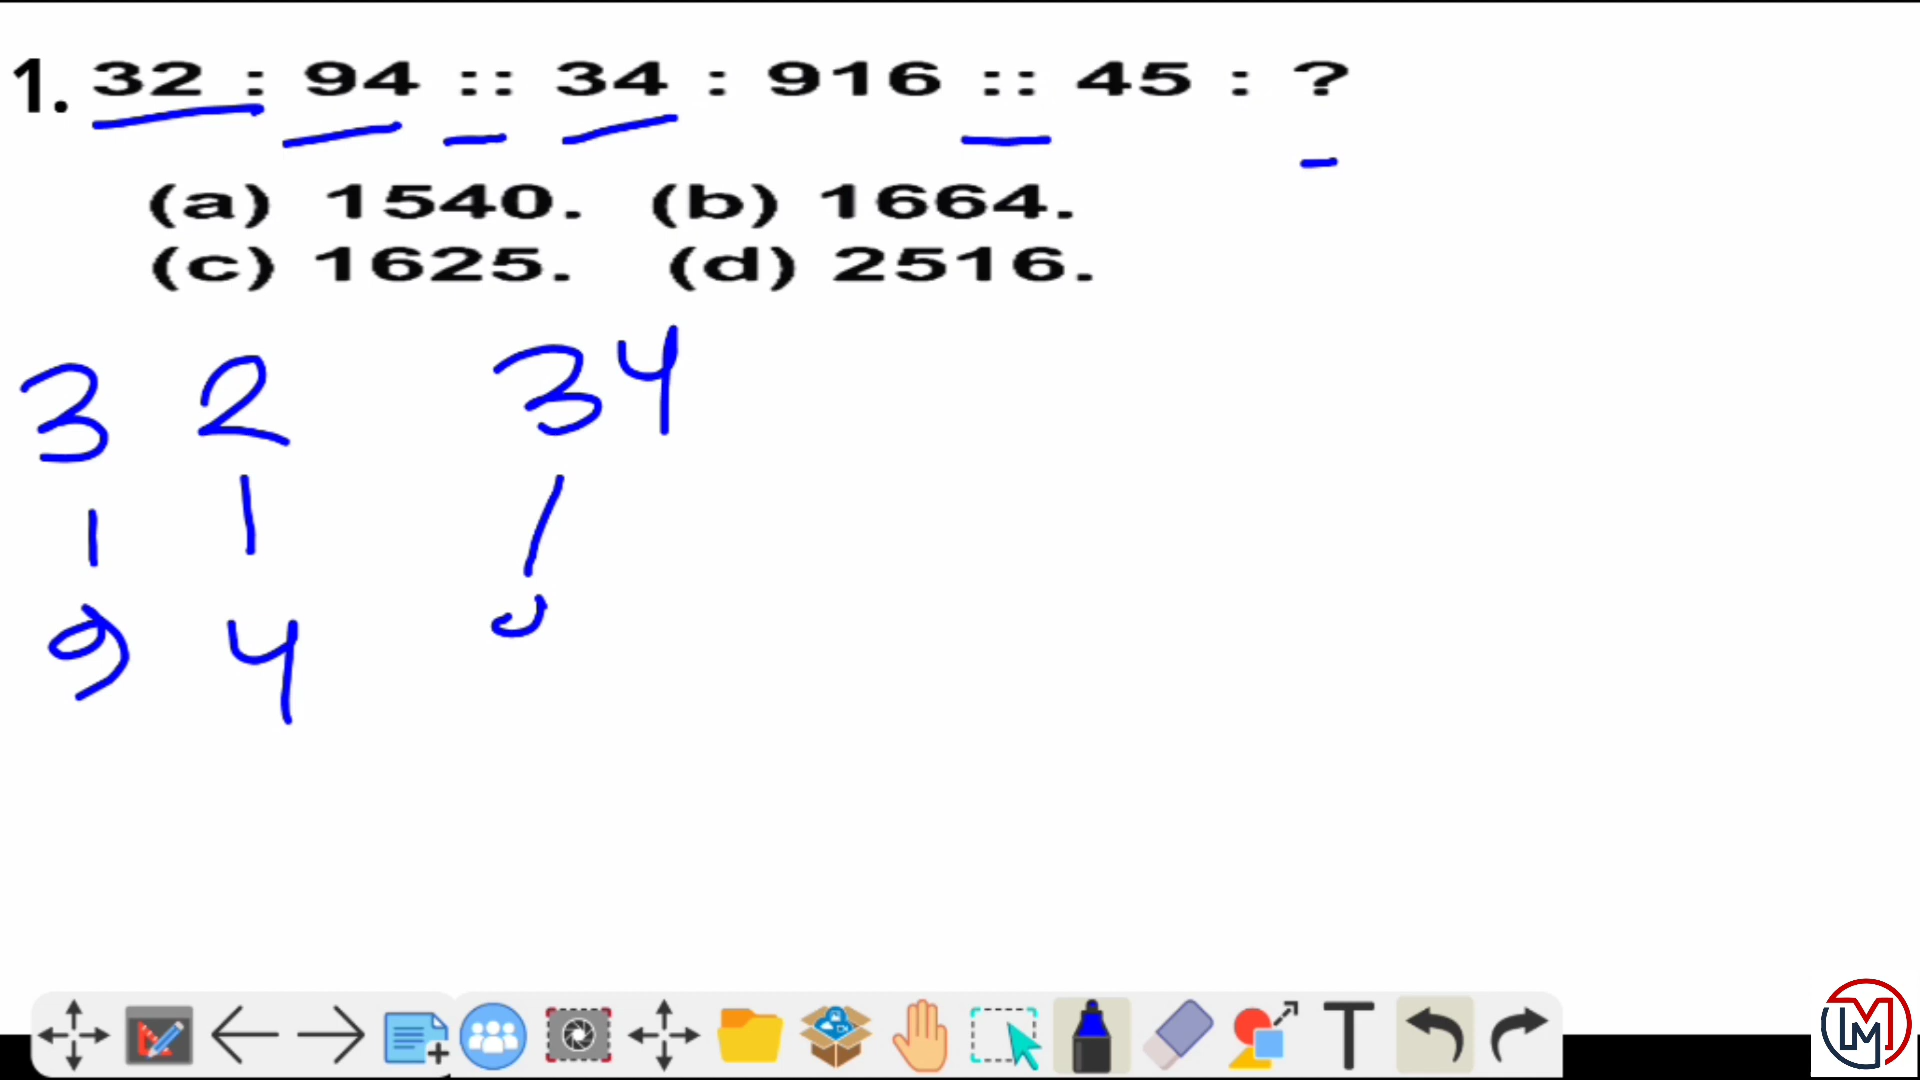 1. 32 : 94 :: 34 : 916 :: 45 : ?
(a) 1540. (b) 1664.
(c) 1625. (d) 2516.
3 2 34
9 4